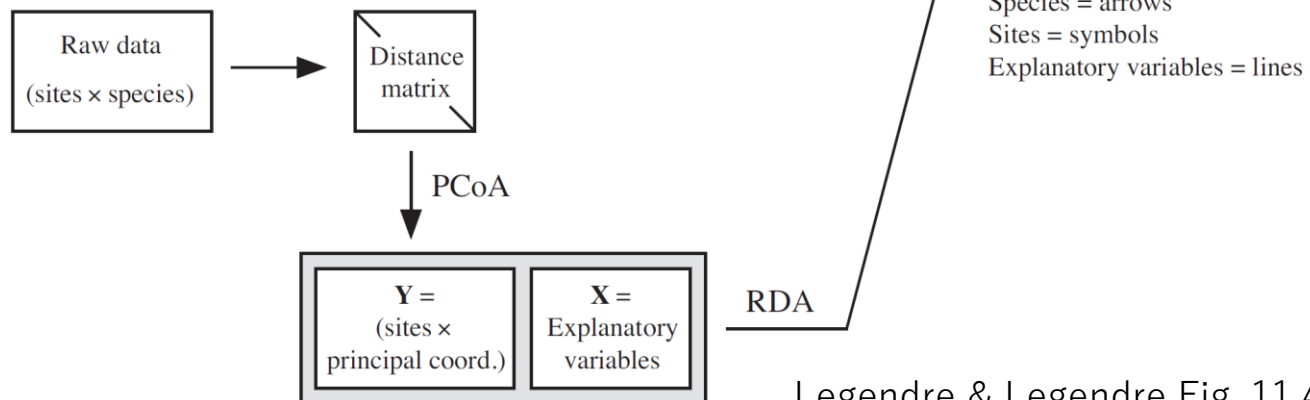 Species = arrows
Sites = symbols
Explanatory variables = lines
Raw data
(sites × species)
Distance
matrix
PCoA
Y =
(sites ×
principal coord.)
X =
Explanatory
variables
RDA
Legendre & Legendre Fig. 11